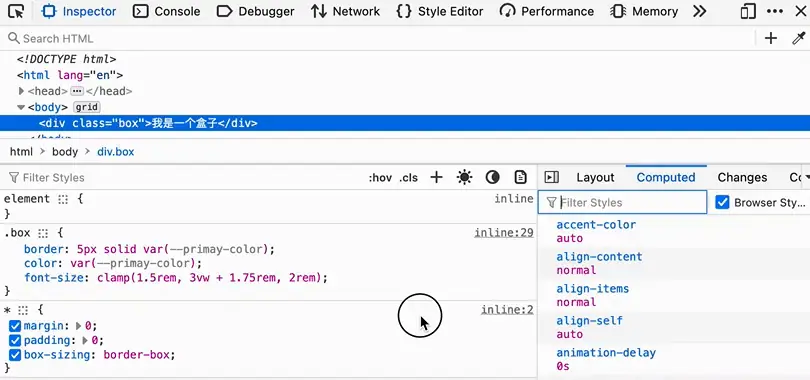 Inspector Console Debugger Network Style Editor Performance Memory
Search HTML
<!DOCTYPE html>
<html lang="en">
<head> ··· </head>
<body> grid
<div class="box">我是一个盒子</div>
html > body > div.box
Filter Styles :hov .cls +
Layout Computed Changes
Filter Styles Browser Sty...
element { inline
}
.box { inline:29
border: 5px solid var(--primay-color);
color: var(--primay-color);
font-size: clamp(1.5rem, 3vw + 1.75rem, 2rem);
}
* { inline:2
margin: 0;
padding: 0;
box-sizing: border-box;
}
accent-color
auto
align-content
normal
align-items
normal
align-self
auto
animation-delay
0s